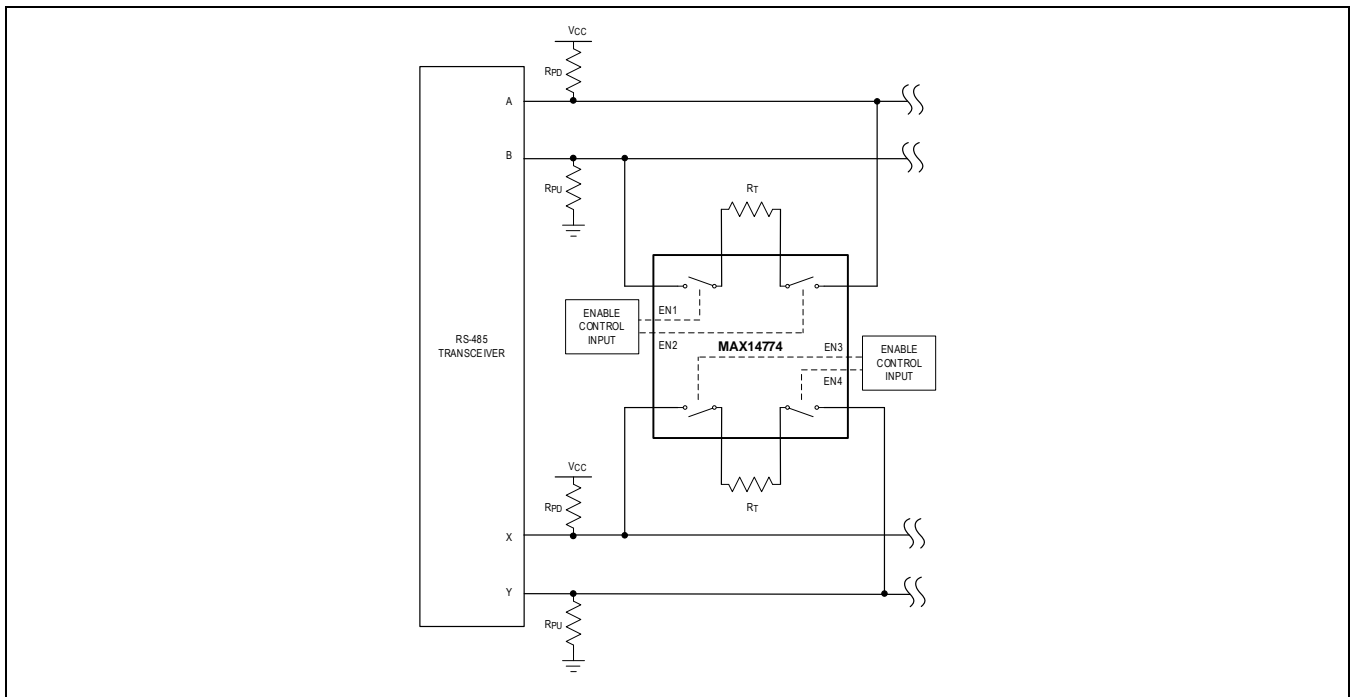 VCC
RPD
A
B
RPU
RT
ENABLE
CONTROL
INPUT
EN1
EN2
MAX14774
EN3
EN4
ENABLE
CONTROL
INPUT
RS-485
TRANSCEIVER
VCC
RPD
RT
X
Y
RPU